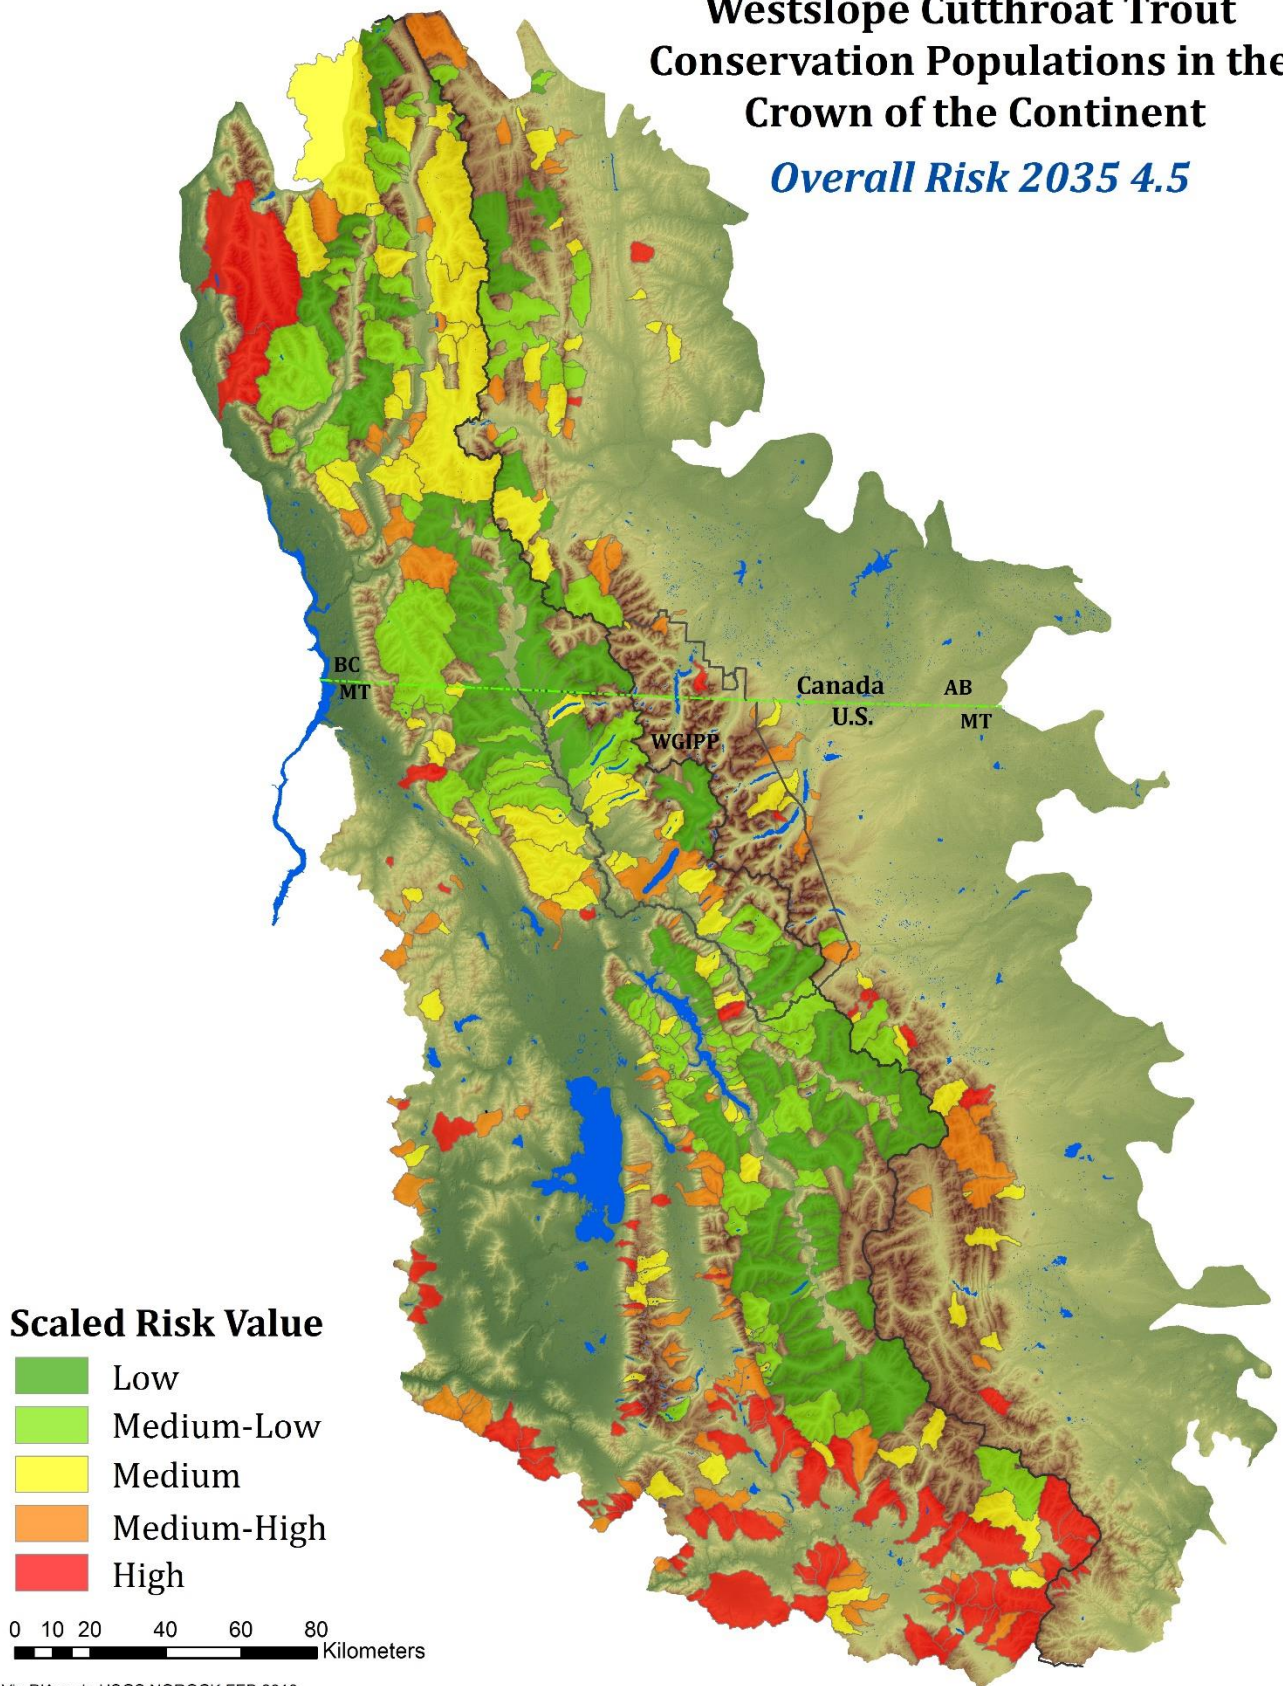 Westslope Cutthroat Trout
Conservation Populations in the
Crown of the Continent
Overall Risk 2035 4.5
BC
MT
Canada
AB
U.S.
MT
WGIPP
Scaled Risk Value
Low
Medium-Low
Medium
Medium-High
High
0 10 20 40 60 80
Kilometers